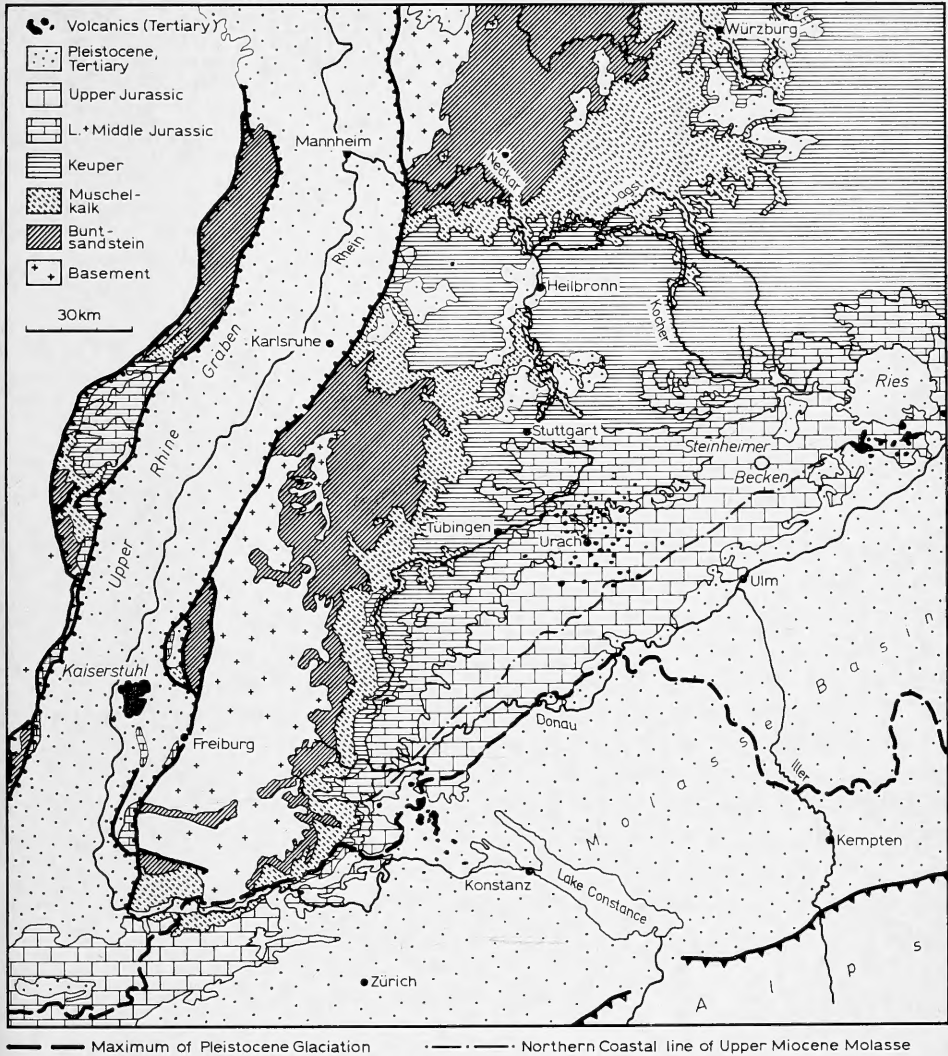 Volcanics (Tertiary)
Pleistocene,
Tertiary
Upper Jurassic
L.+Middle Jurassic
Keuper
Muschel-
kalk
Bunt-
sandstein
Basement
30km
Würzburg
Mannheim
Neckar
Jagst
Rhein
Heilbronn
Kocher
Karlsruhe
Upper Rhine Graben
Ries
Stuttgart
Steinheimer
Becken
Tübingen
Urach
Ulm
Kaiserstuhl
Donau
Freiburg
Molasse-Basin
Iller
Kempten
Konstanz
Lake Constance
Zürich
Alps
Maximum of Pleistocene Glaciation
Northern Coastal line of Upper Miocene Molasse